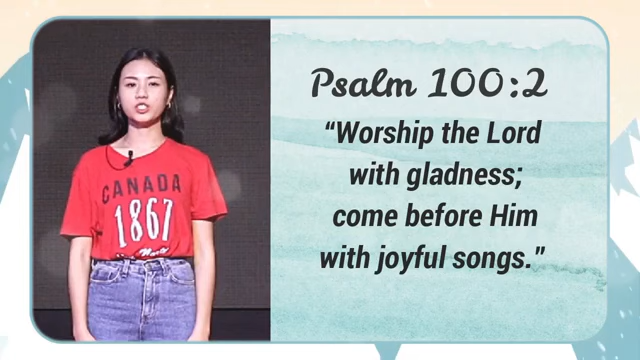 CANADA
1867
Psalm 100:2
“Worship the Lord
with gladness;
come before Him
with joyful songs.”